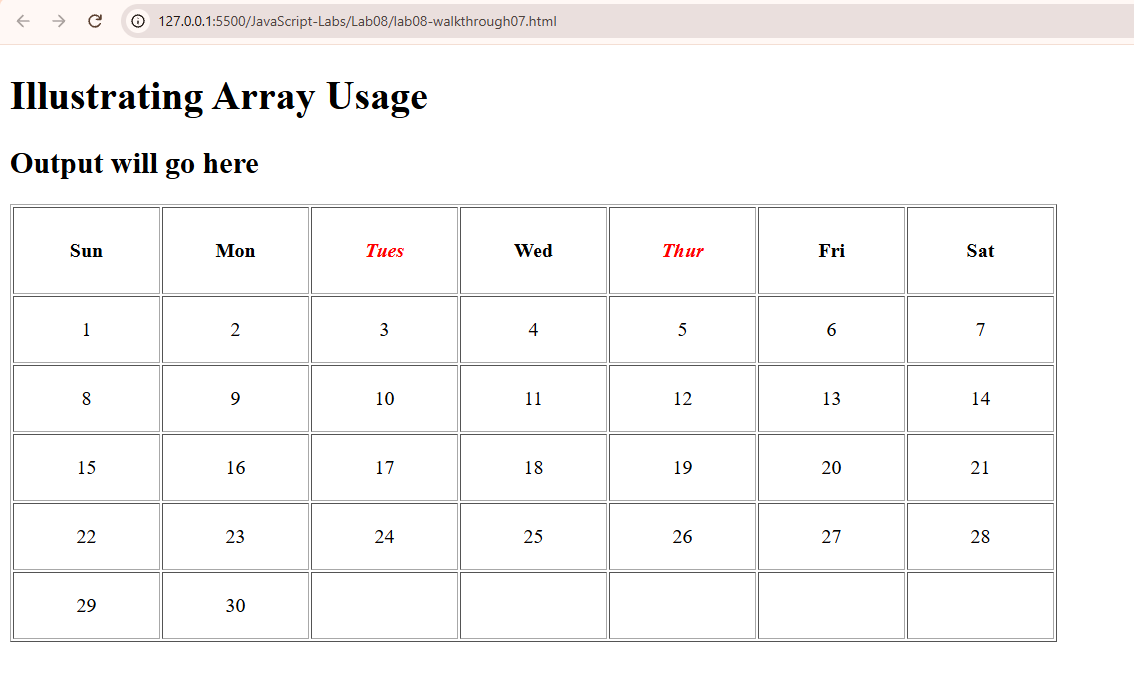 127.0.0.1:5500/JavaScript-Labs/Lab08/lab08-walkthrough07.html
Illustrating Array Usage
Output will go here
Sun Mon Tues Wed Thur Fri Sat
1 2 3 4 5 6 7
8 9 10 11 12 13 14
15 16 17 18 19 20 21
22 23 24 25 26 27 28
29 30